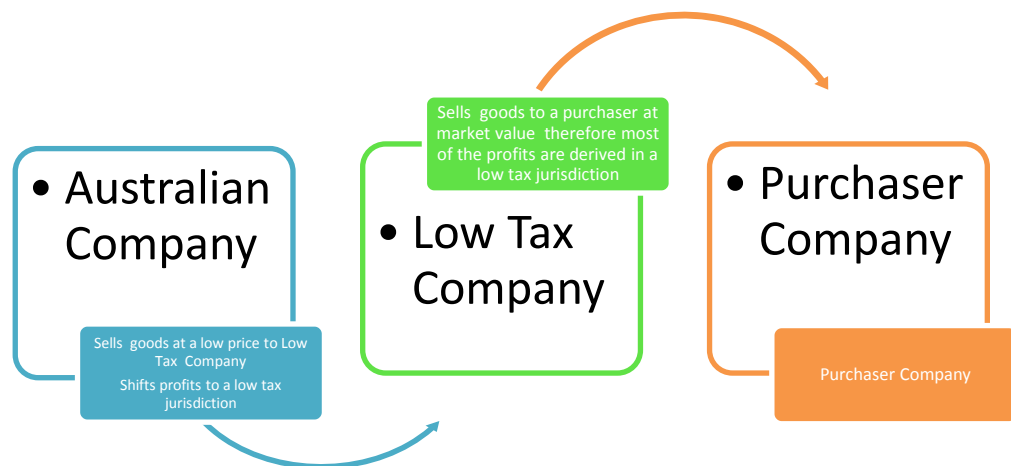 • Australian
Company
Sells goods at a low price to Low
Tax Company
Shifts profits to a low tax
jurisdiction
Sells goods to a purchaser at
market value therefore most
of the profits are derived in a
low tax jurisdiction
• Low Tax
Company
• Purchaser
Company
Purchaser Company